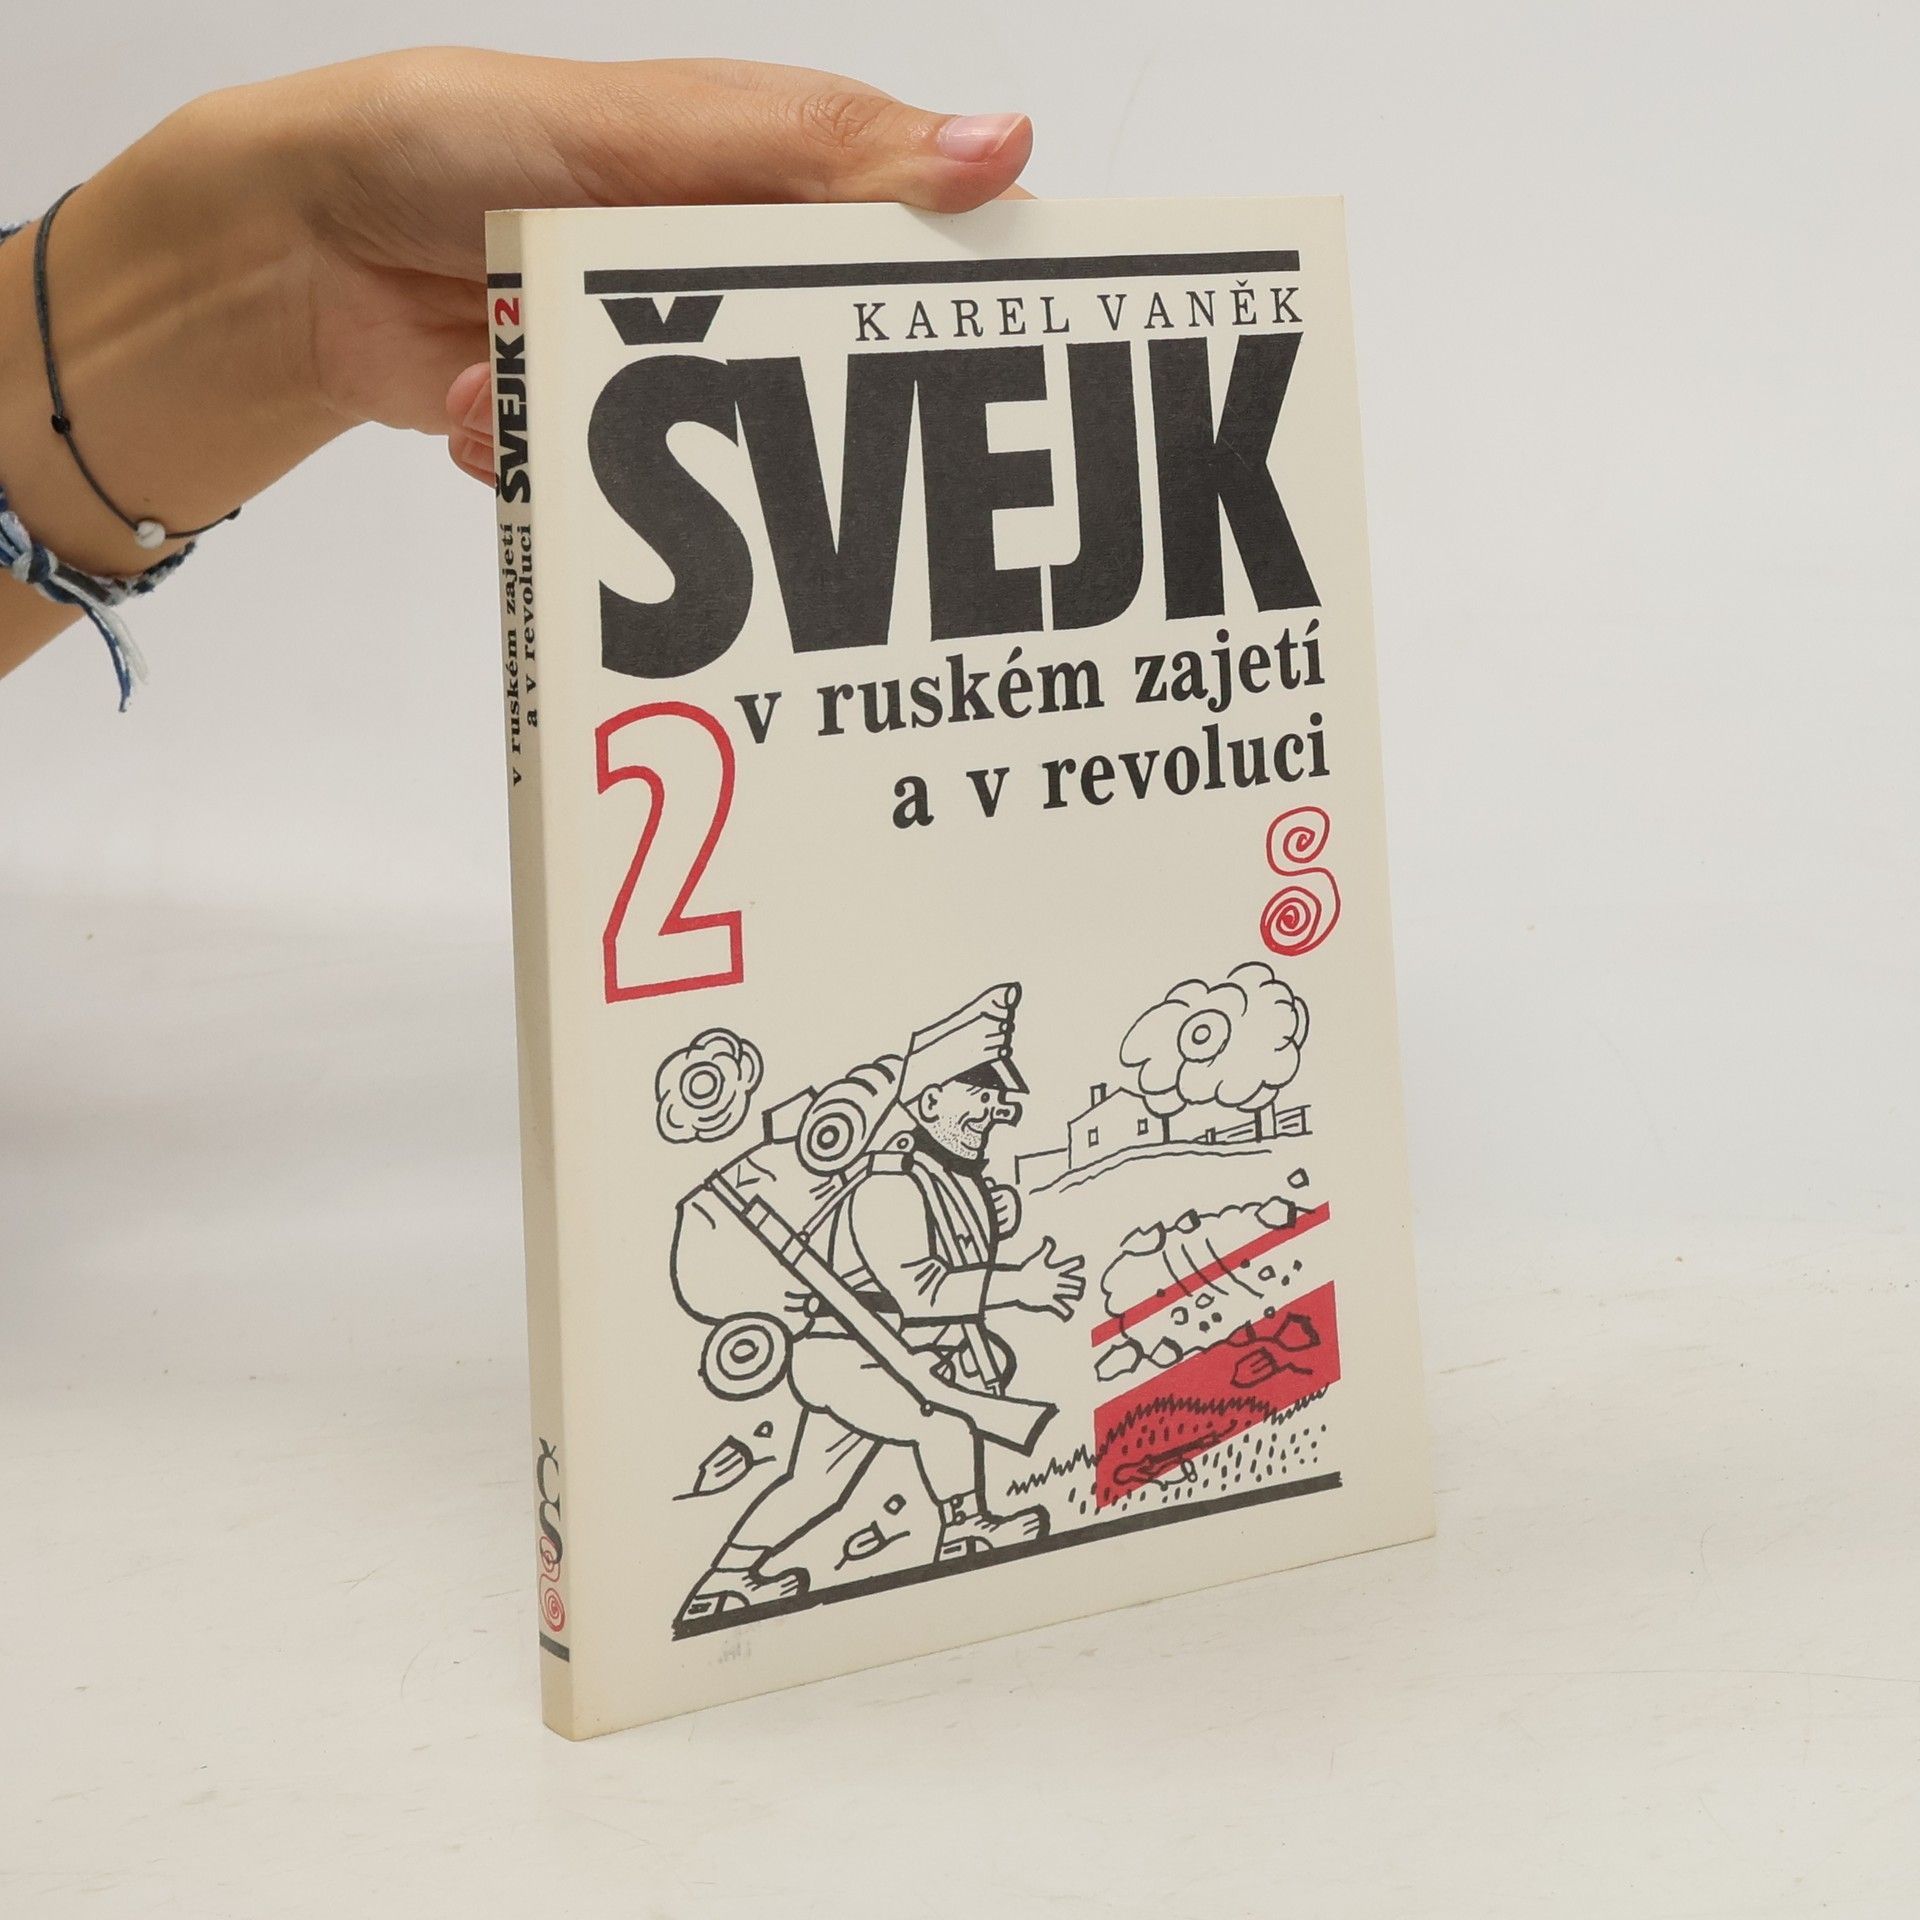 KAREL VANĚK
ŠVEJK
2
v ruském zajetí
a v revoluci
ŠVEJK 2
v ruském zajetí
a v revoluci
ČS